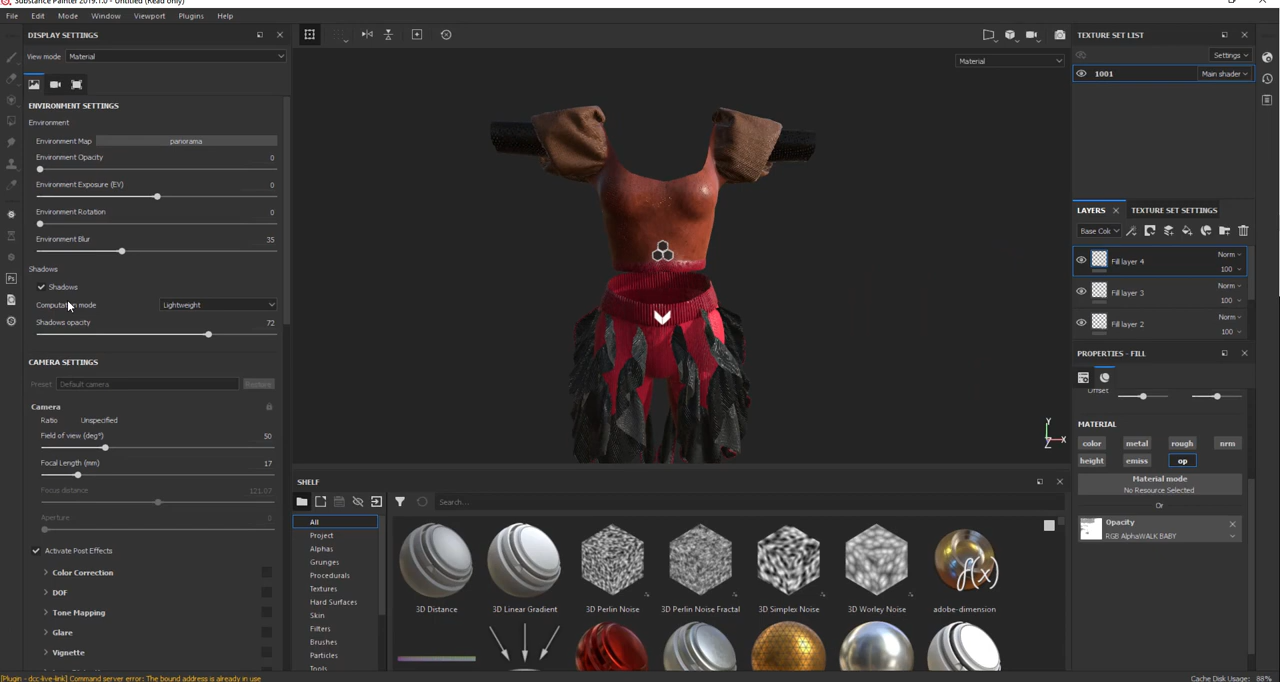 Substance Painter 2019.1.0 - Untitled (Read only)
File Edit Mode Window Viewport Plugins Help
DISPLAY SETTINGS
View mode Material
ENVIRONMENT SETTINGS
Environment
Environment Map panorama
Environment Opacity 0
Environment Exposure (EV) 0
Environment Rotation 0
Environment Blur 35
Shadows
Shadows
Computation mode Lightweight
Shadows opacity 72
CAMERA SETTINGS
Preset Default camera Restore
Camera
Ratio Unspecified
Field of view (deg°) 50
Focal Length (mm) 17
Focus distance 121.07
Aperture 0
Activate Post Effects
Color Correction
DOF
Tone Mapping
Glare
Vignette
[Plugin - dcc-live-link] Command server error: The bound address is already in use
Material
Y
Z X
SHELF
Search...
All
Project
Alphas
Grunges
Procedurals
Textures
Hard Surfaces
Skin
Filters
Brushes
Particles
Tools
3D Distance 3D Linear Gradient 3D Perlin Noise 3D Perlin Noise Fractal 3D Simplex Noise 3D Worley Noise adobe-dimension
TEXTURE SET LIST
Settings
1001 Main shader
LAYERS TEXTURE SET SETTINGS
Base Colo
Fill layer 4 Norm 100
Fill layer 3 Norm 100
Fill layer 2 Norm 100
PROPERTIES - FILL
Offset
MATERIAL
color metal rough nrm
height emiss op
Material mode
No Resource Selected
Or
Opacity
RGB AlphaWALK BABY
Cache Disk Usage: 88%
Ps